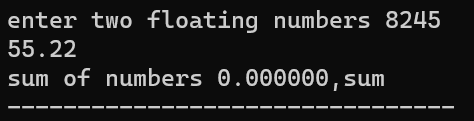 enter two floating numbers 8245
55.22
sum of numbers 0.000000,sum
--------------------------------